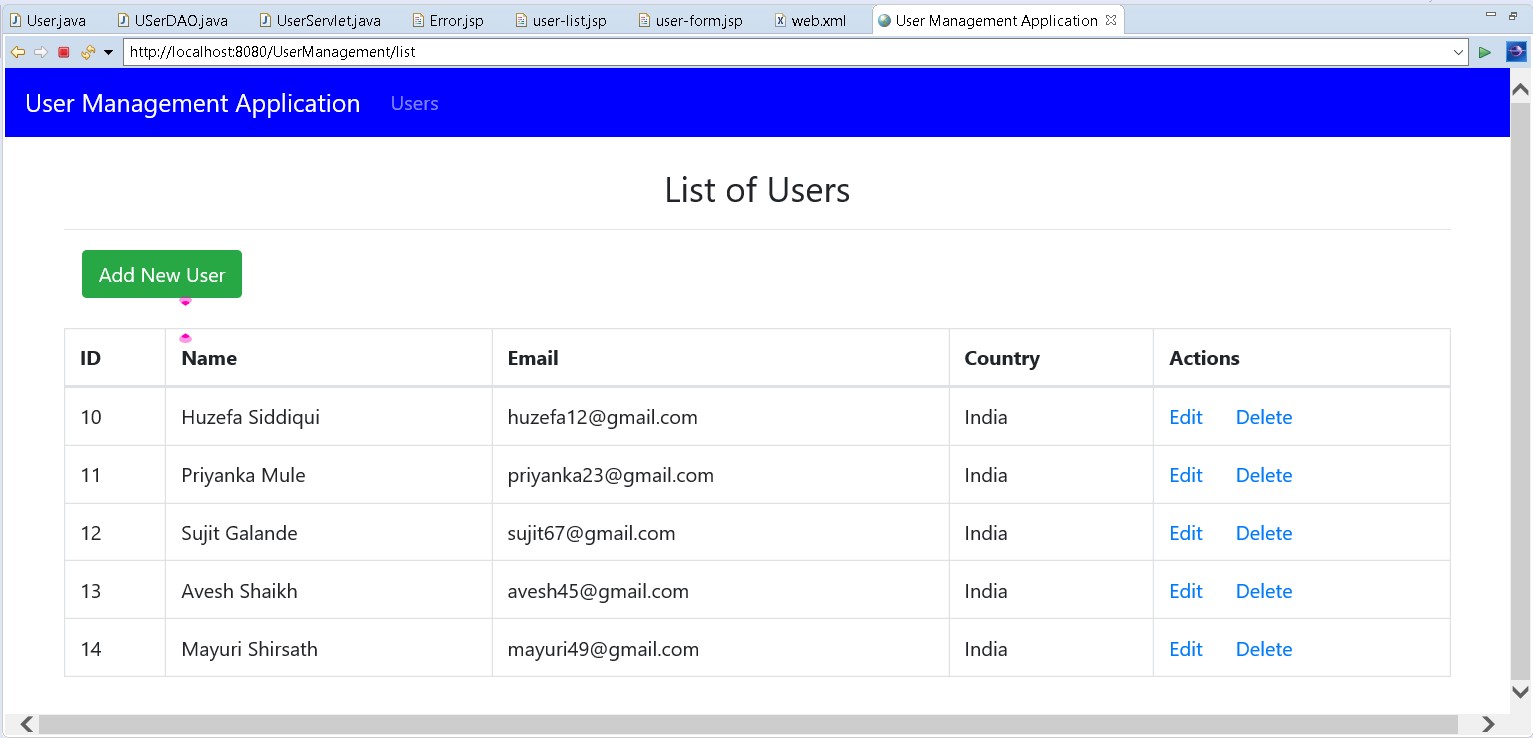 User.java USerDAO.java UserServlet.java Error.jsp user-list.jsp user-form.jsp web.xml User Management Application
http://localhost:8080/UserManagement/list
User Management Application Users
List of Users
Add New User
ID Name Email Country Actions
10 Huzefa Siddiqui huzefa12@gmail.com India Edit Delete
11 Priyanka Mule priyanka23@gmail.com India Edit Delete
12 Sujit Galande sujit67@gmail.com India Edit Delete
13 Avesh Shaikh avesh45@gmail.com India Edit Delete
14 Mayuri Shirsath mayuri49@gmail.com India Edit Delete